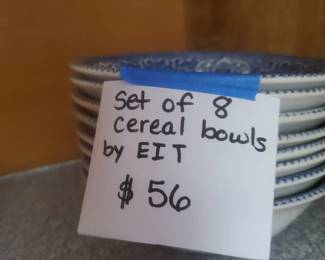 Set of 8
cereal bowls
by EIT
$56